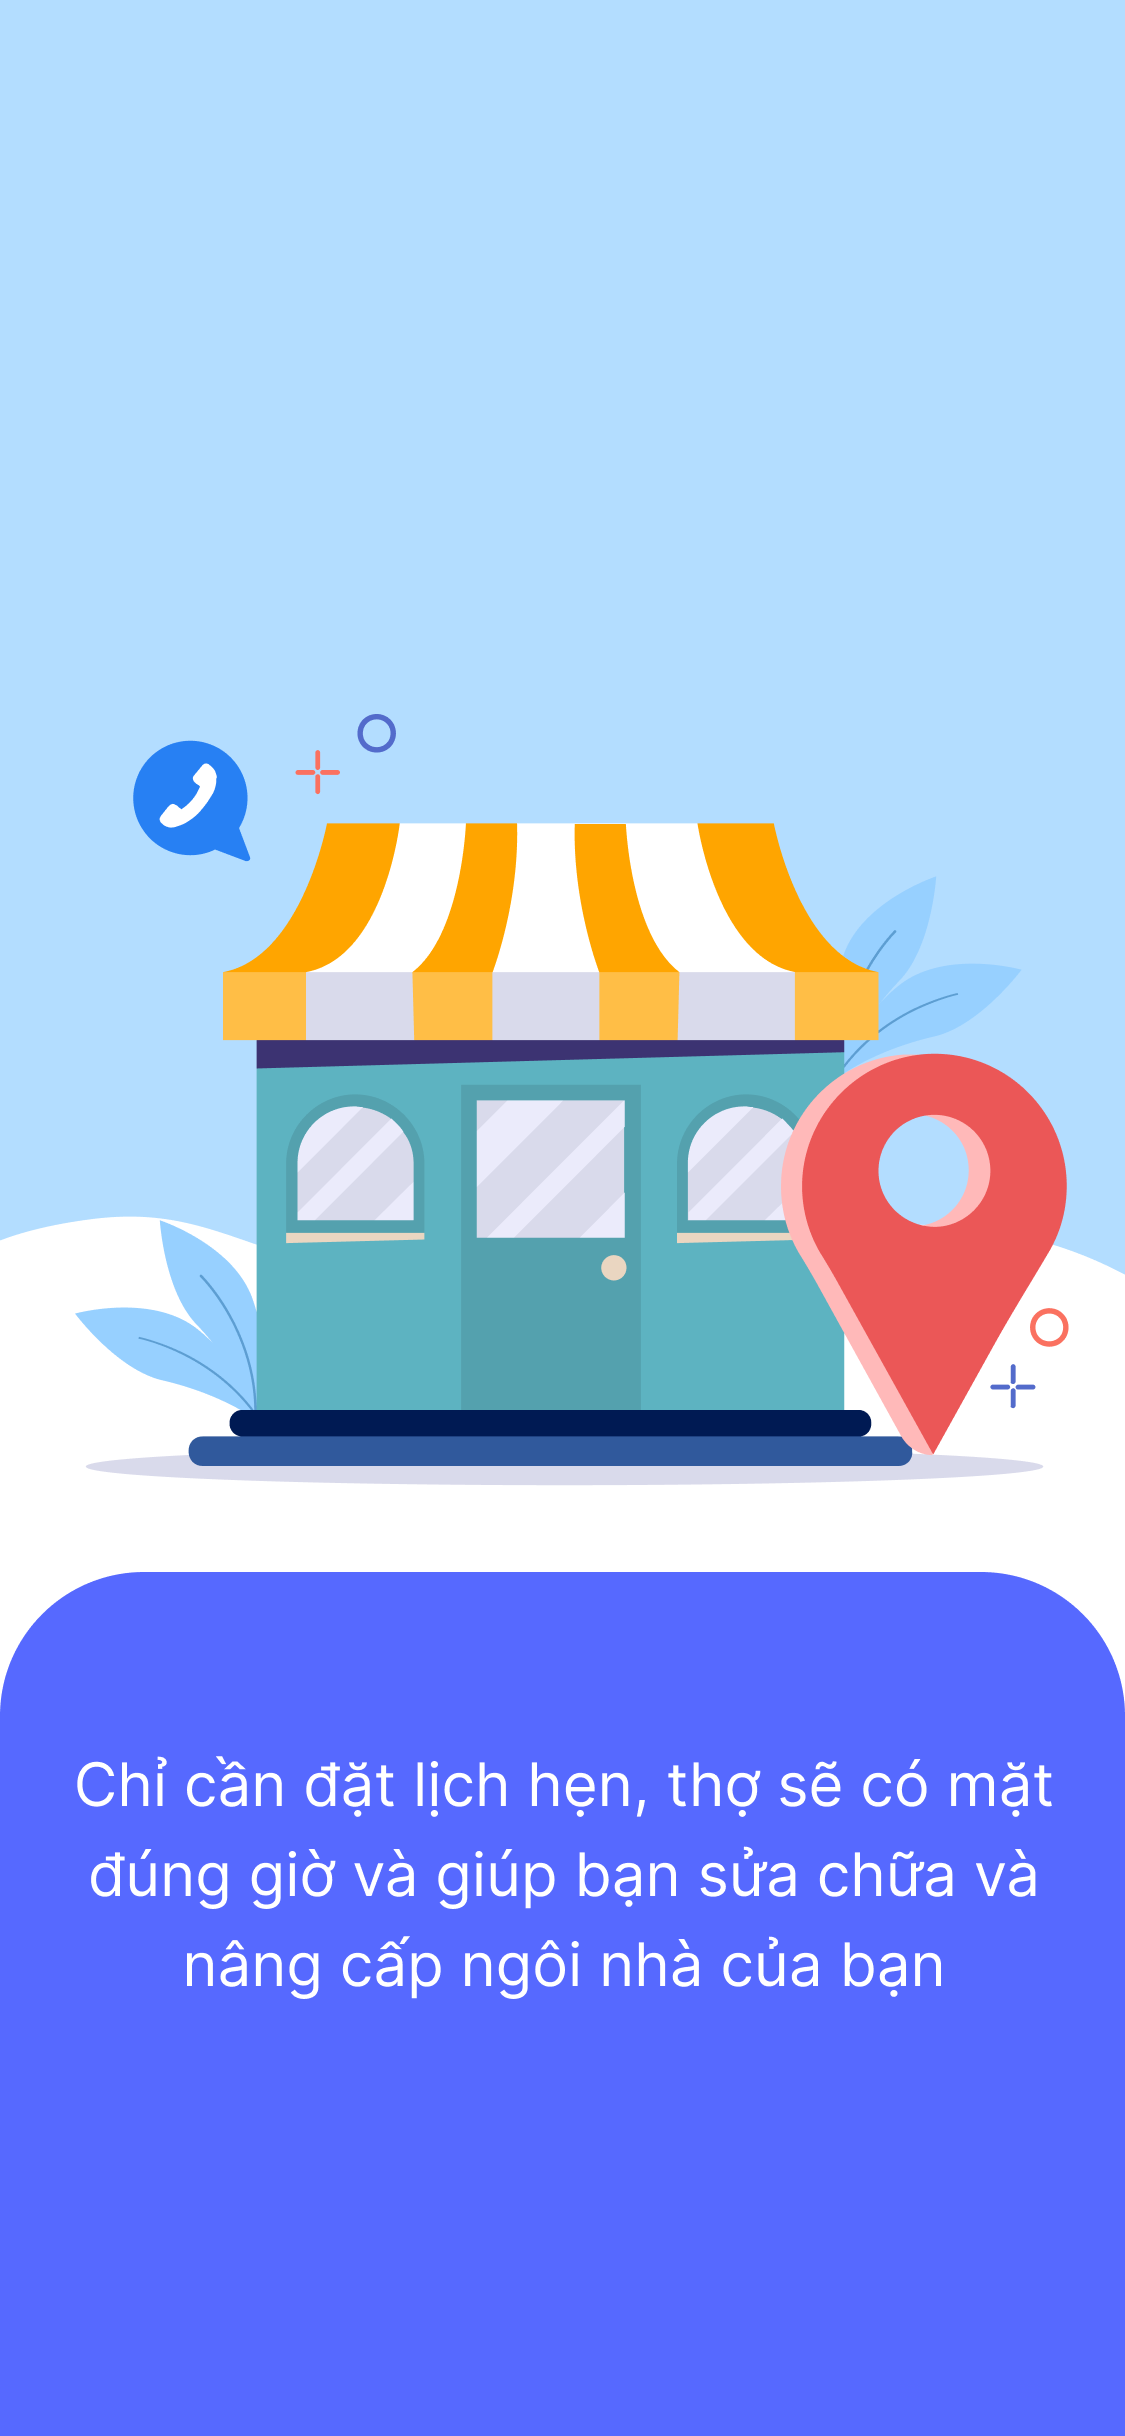 Chỉ cần đặt lịch hẹn, thợ sẽ có mặt
đúng giờ và giúp bạn sửa chữa và
nâng cấp ngôi nhà của bạn